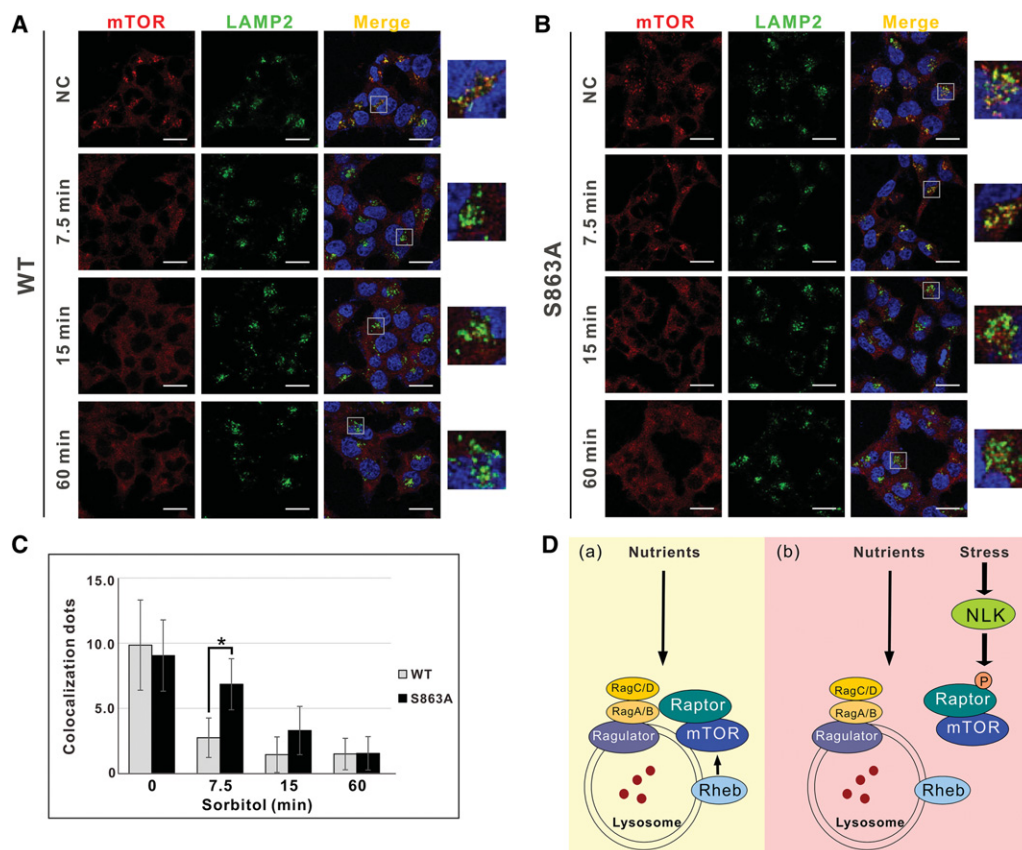 A
mTOR LAMP2 Merge
WT
NC
7.5 min
15 min
60 min
B
mTOR LAMP2 Merge
S863A
NC
7.5 min
15 min
60 min
C
Colocalization dots
15.0
10.0
5.0
.0
0 7.5 15 60
Sorbitol (min)
*
WT
S863A
D
(a) Nutrients
RagC/D
RagA/B
Raptor
Ragulator
mTOR
Rheb
Lysosome
(b) Nutrients Stress
NLK
P
RagC/D
RagA/B
Raptor
Ragulator
mTOR
Rheb
Lysosome